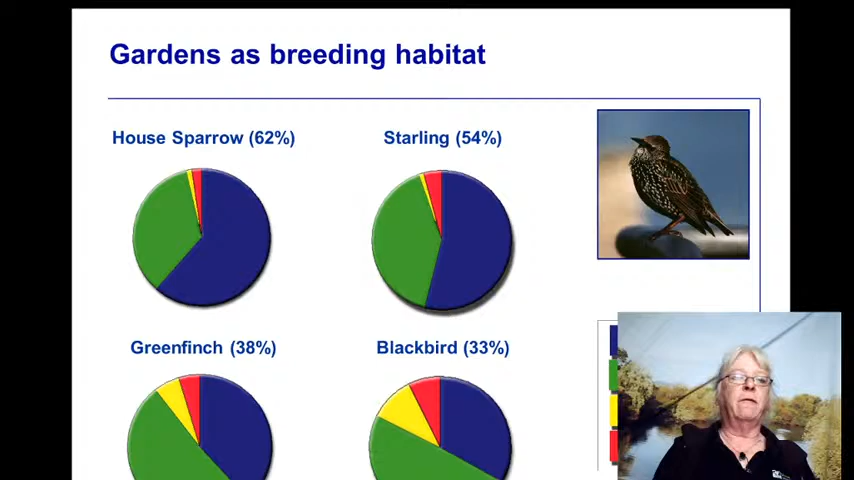 Gardens as breeding habitat
House Sparrow (62%)
Starling (54%)
Greenfinch (38%)
Blackbird (33%)